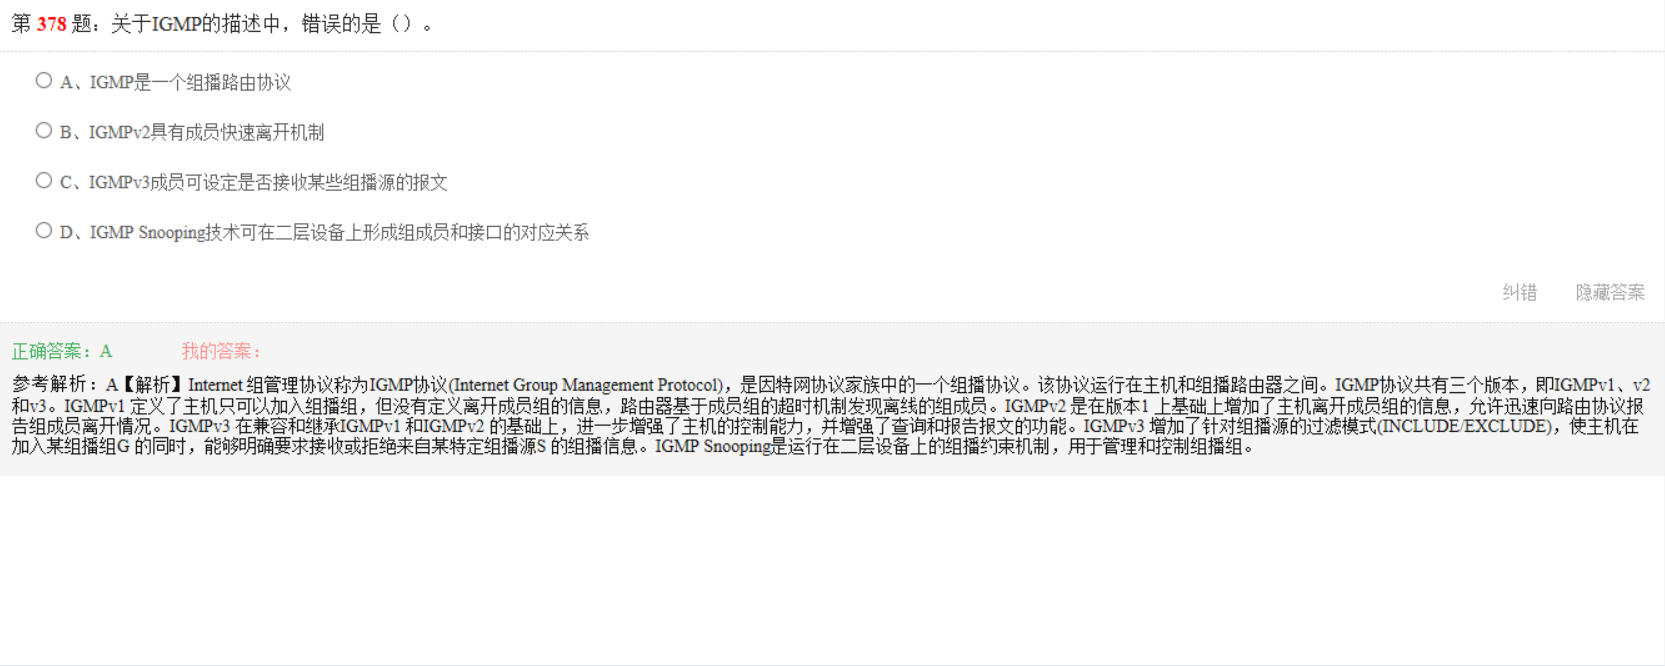 第 378 题：关于IGMP的描述中，错误的是（）。
A、IGMP是一个组播路由协议
B、IGMPv2具有成员快速离开机制
C、IGMPv3成员可设定是否接收某些组播源的报文
D、IGMP Snooping技术可在二层设备上形成组成员和接口的对应关系
纠错 隐藏答案
正确答案：A 我的答案：
参考解析：A【解析】Internet 组管理协议称为IGMP协议(Internet Group Management Protocol)，是因特网协议家族中的一个组播协议。该协议运行在主机和组播路由器之间。IGMP协议共有三个版本，即IGMPv1、v2
和v3。IGMPv1 定义了主机只可以加入组播组，但没有定义离开成员组的信息，路由器基于成员组的超时机制发现离线的组成员。IGMPv2 是在版本1 上基础上增加了主机离开成员组的信息，允许迅速向路由协议报
告组成员离开情况。IGMPv3 在兼容和继承IGMPv1 和IGMPv2 的基础上，进一步增强了主机的控制能力，并增强了查询和报告报文的功能。IGMPv3 增加了针对组播源的过滤模式(INCLUDE/EXCLUDE)，使主机在
加入某组播组G 的同时，能够明确要求接收或拒绝来自某特定组播源S 的组播信息。IGMP Snooping是运行在二层设备上的组播约束机制，用于管理和控制组播组。